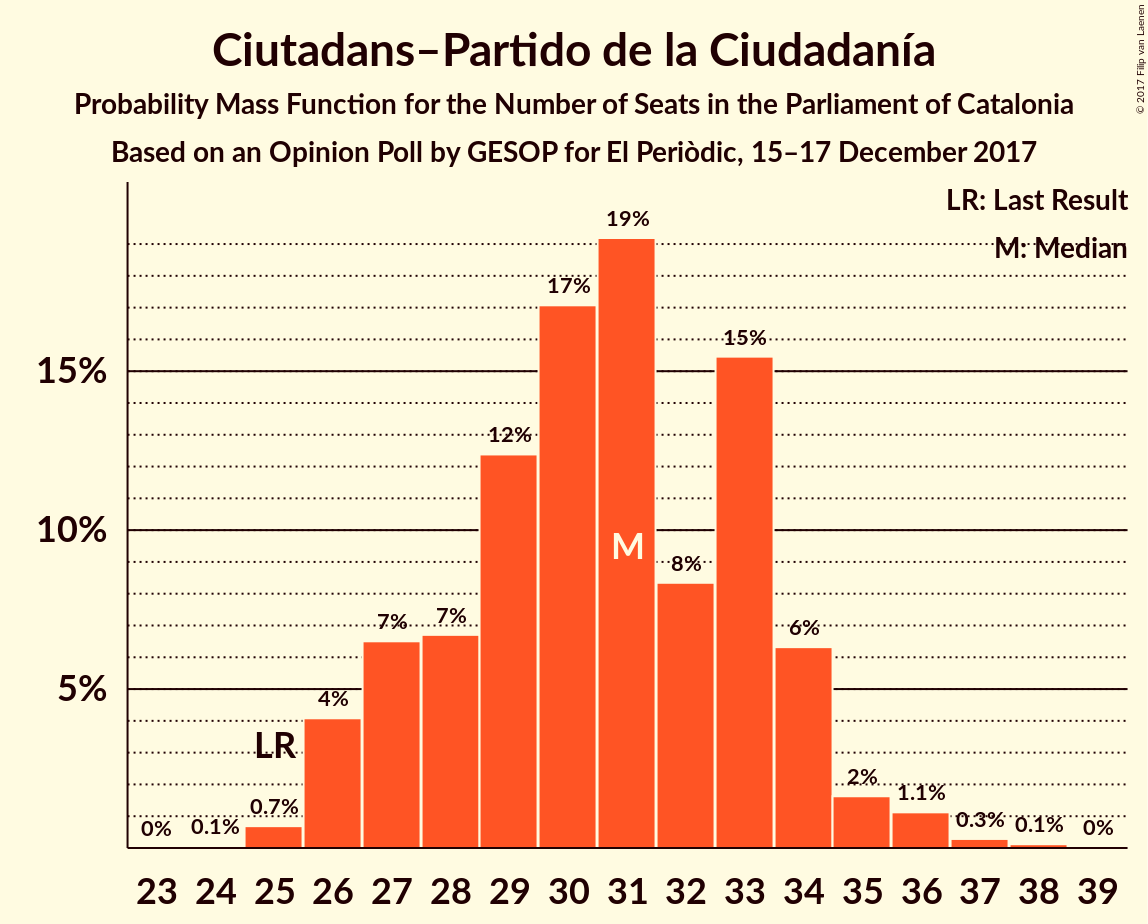 Ciutadans–Partido de la Ciudadanía
Probability Mass Function for the Number of Seats in the Parliament of Catalonia
Based on an Opinion Poll by GESOP for El Periòdic, 15–17 December 2017
© 2017 Filip van Laenen
LR: Last Result
M: Median
15%
10%
5%
0%
0.1%
0.7%
4%
7%
7%
12%
17%
19%
8%
15%
6%
2%
1.1%
0.3%
0.1%
0%
LR
M
23 24 25 26 27 28 29 30 31 32 33 34 35 36 37 38 39